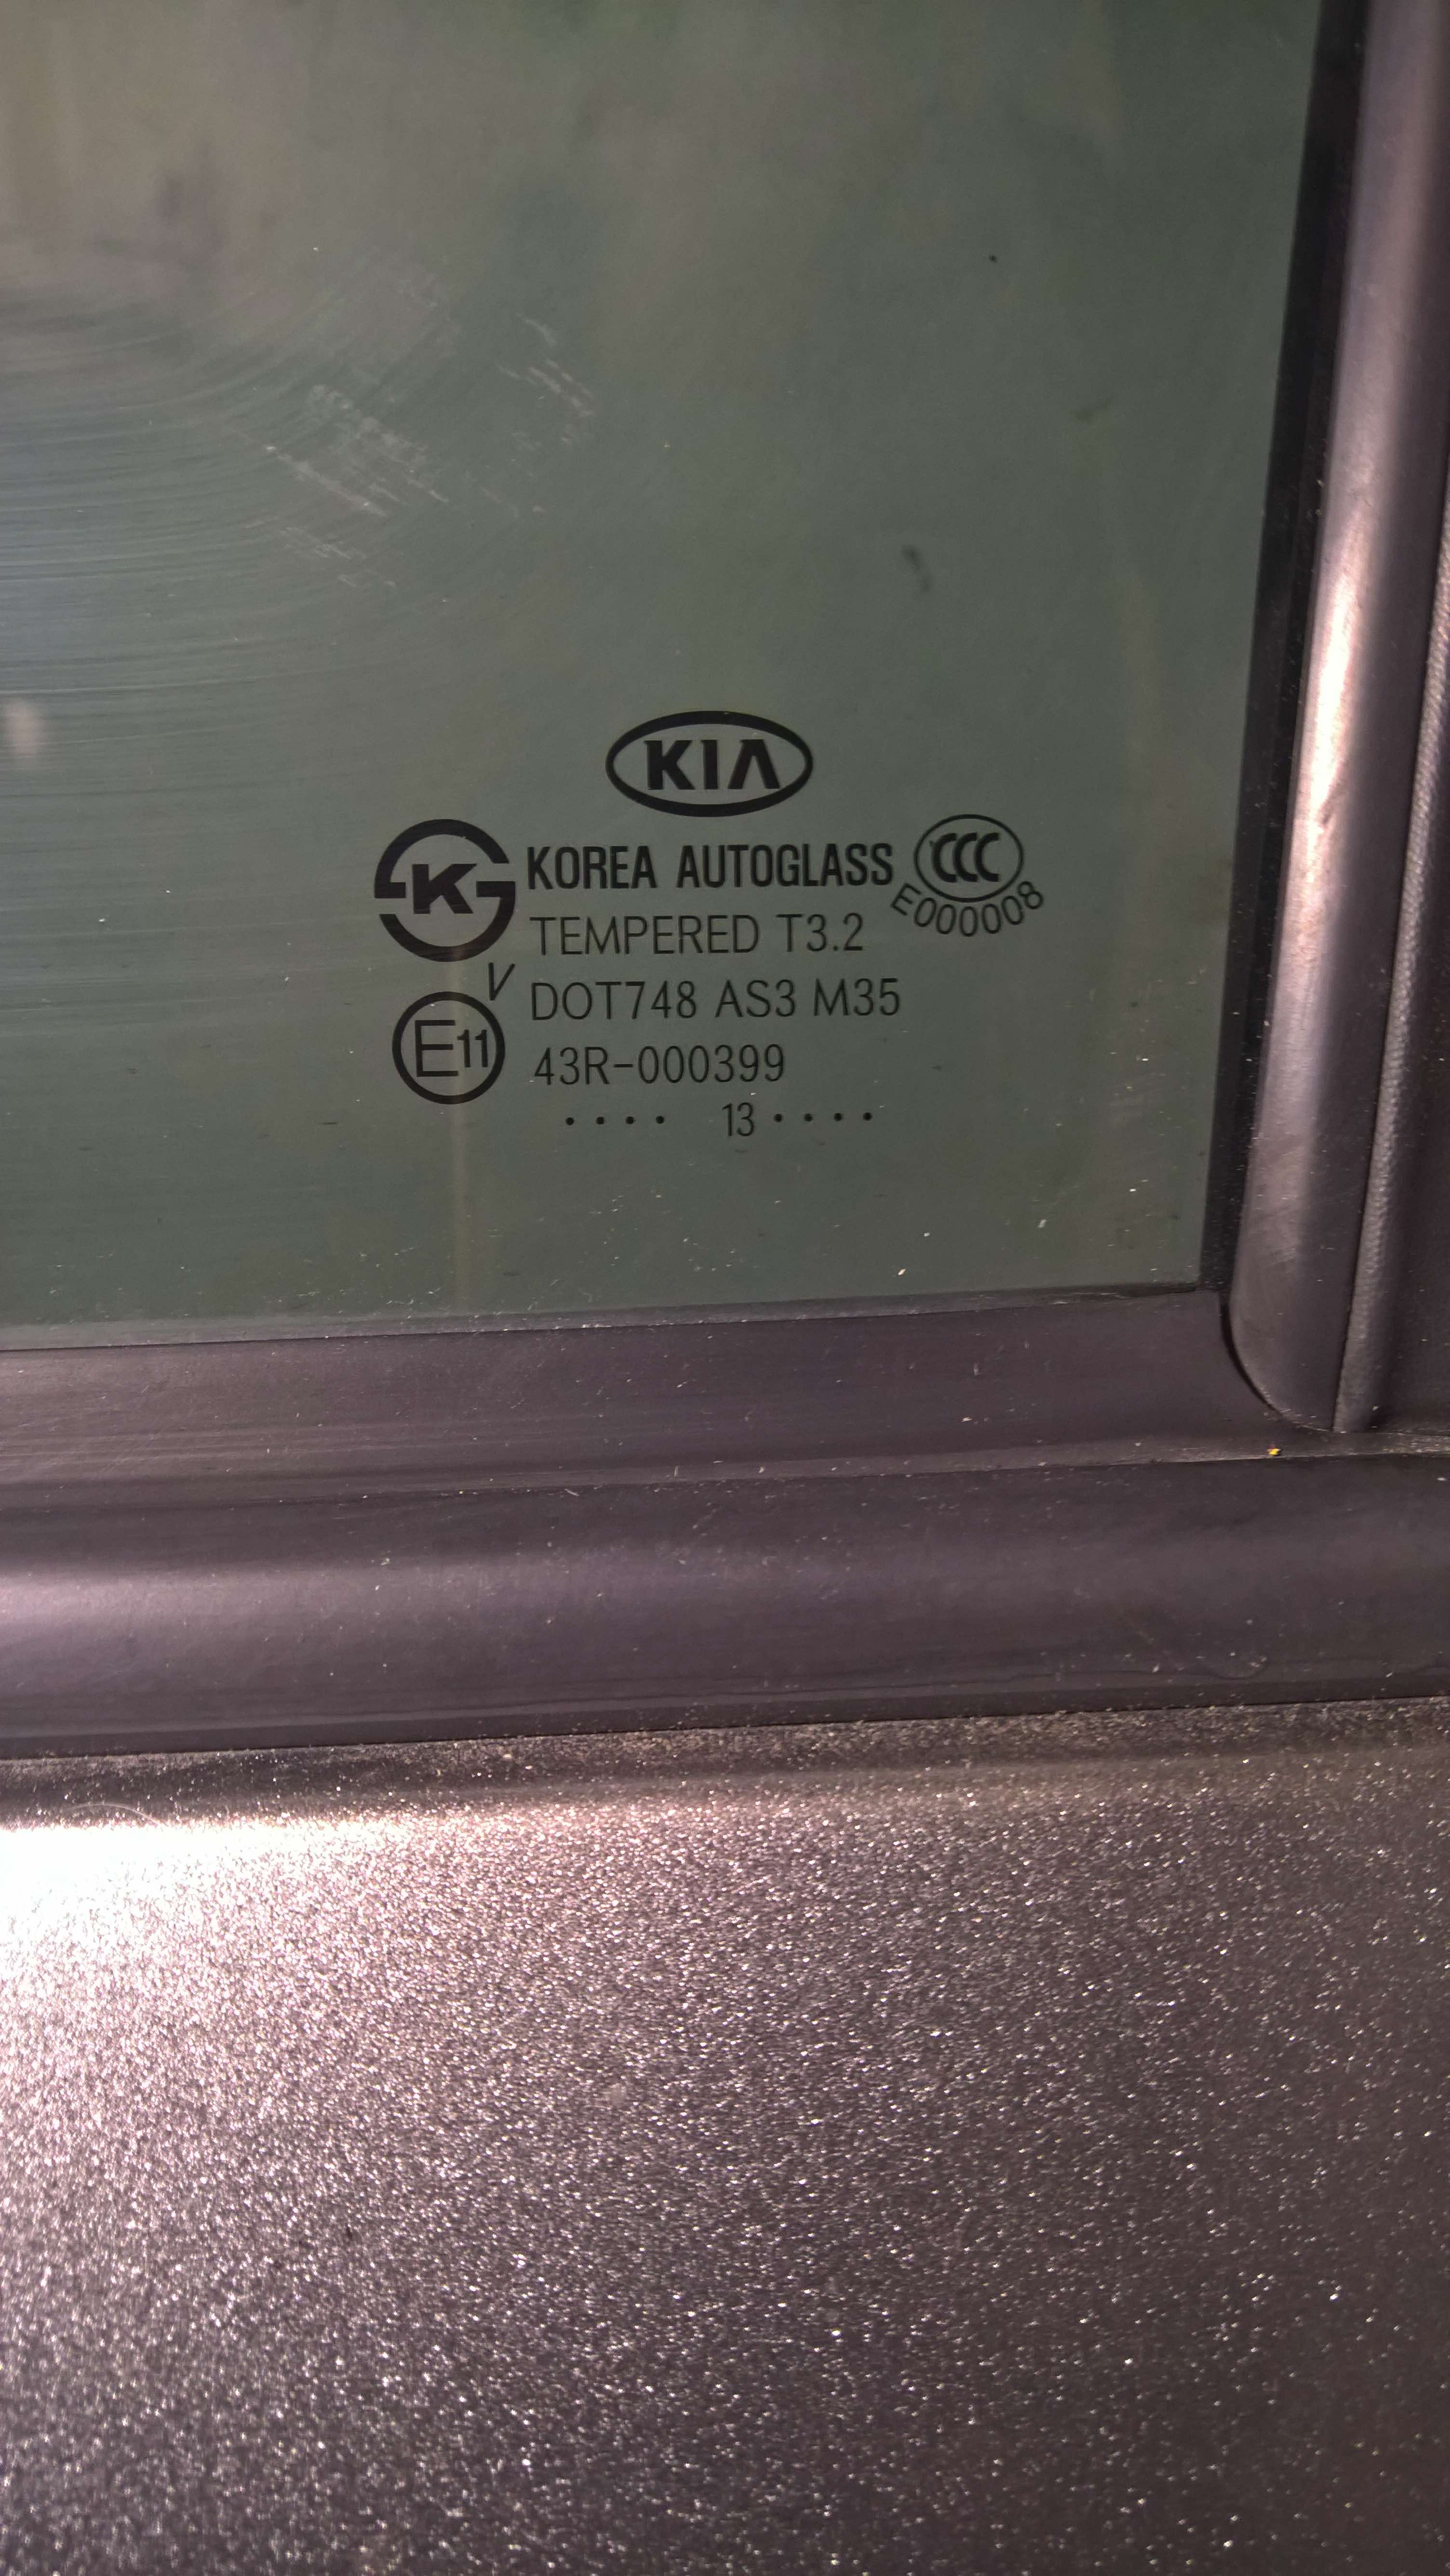 KIA
K KOREA AUTOGLASS CCC
E000008
TEMPERED T3.2
V DOT748 AS3 M35
E11 43R-000399
•••• 13 ••••